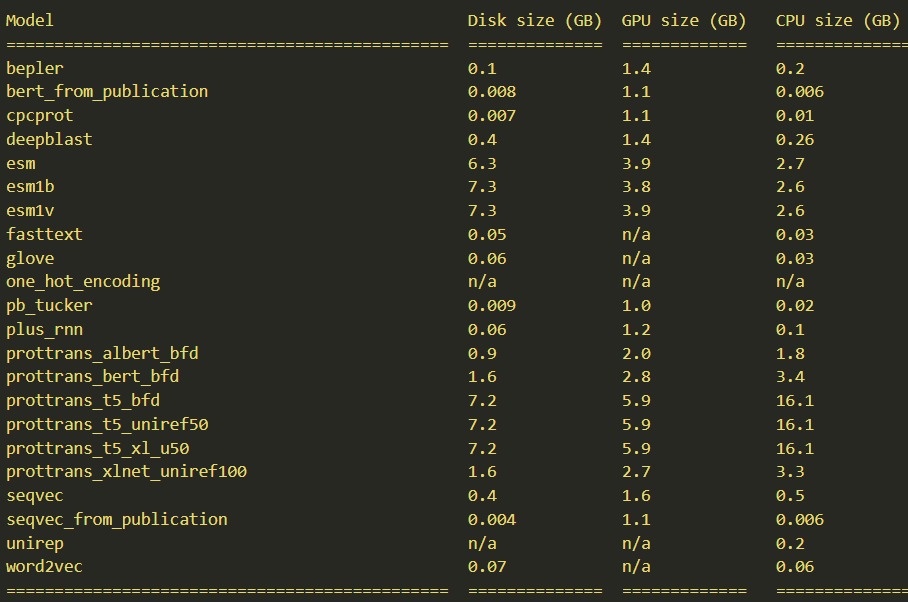 Model Disk size (GB) GPU size (GB) CPU size (GB)
============================================== ============== ============= ==============
bepler 0.1 1.4 0.2
bert_from_publication 0.008 1.1 0.006
cpcprot 0.007 1.1 0.01
deepblast 0.4 1.4 0.26
esm 6.3 3.9 2.7
esm1b 7.3 3.8 2.6
esm1v 7.3 3.9 2.6
fasttext 0.05 n/a 0.03
glove 0.06 n/a 0.03
one_hot_encoding n/a n/a n/a
pb_tucker 0.009 1.0 0.02
plus_rnn 0.06 1.2 0.1
prottrans_albert_bfd 0.9 2.0 1.8
prottrans_bert_bfd 1.6 2.8 3.4
prottrans_t5_bfd 7.2 5.9 16.1
prottrans_t5_uniref50 7.2 5.9 16.1
prottrans_t5_xl_u50 7.2 5.9 16.1
prottrans_xlnet_uniref100 1.6 2.7 3.3
seqvec 0.4 1.6 0.5
seqvec_from_publication 0.004 1.1 0.006
unirep n/a n/a 0.2
word2vec 0.07 n/a 0.06
============================================== ============== ============= ==============